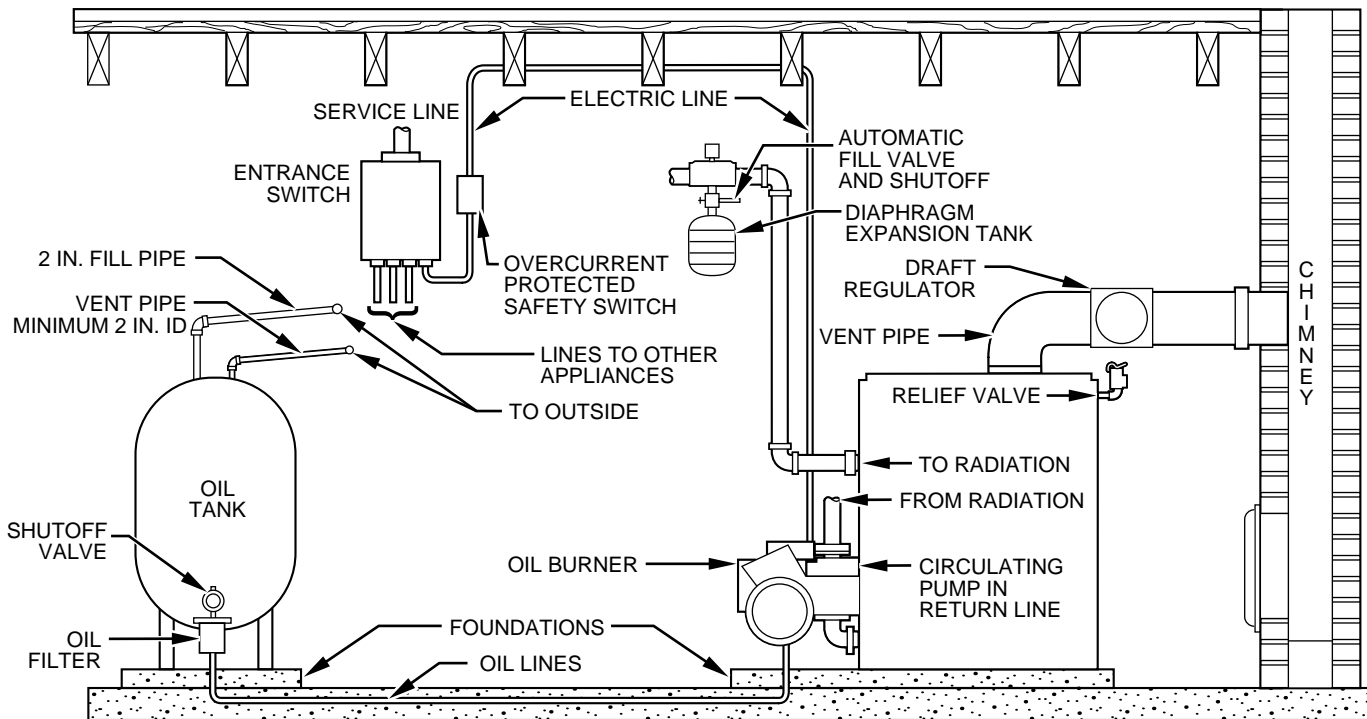 SERVICE LINE
ELECTRIC LINE
ENTRANCE
SWITCH
AUTOMATIC
FILL VALVE
AND SHUTOFF
DIAPHRAGM
EXPANSION TANK
2 IN. FILL PIPE
VENT PIPE
MINIMUM 2 IN. ID
OVERCURRENT
PROTECTED
SAFETY SWITCH
DRAFT
REGULATOR
VENT PIPE
CHIMNEY
LINES TO OTHER
APPLIANCES
TO OUTSIDE
RELIEF VALVE
TO RADIATION
FROM RADIATION
OIL
TANK
SHUTOFF
VALVE
OIL BURNER
CIRCULATING
PUMP IN
RETURN LINE
OIL
FILTER
FOUNDATIONS
OIL LINES